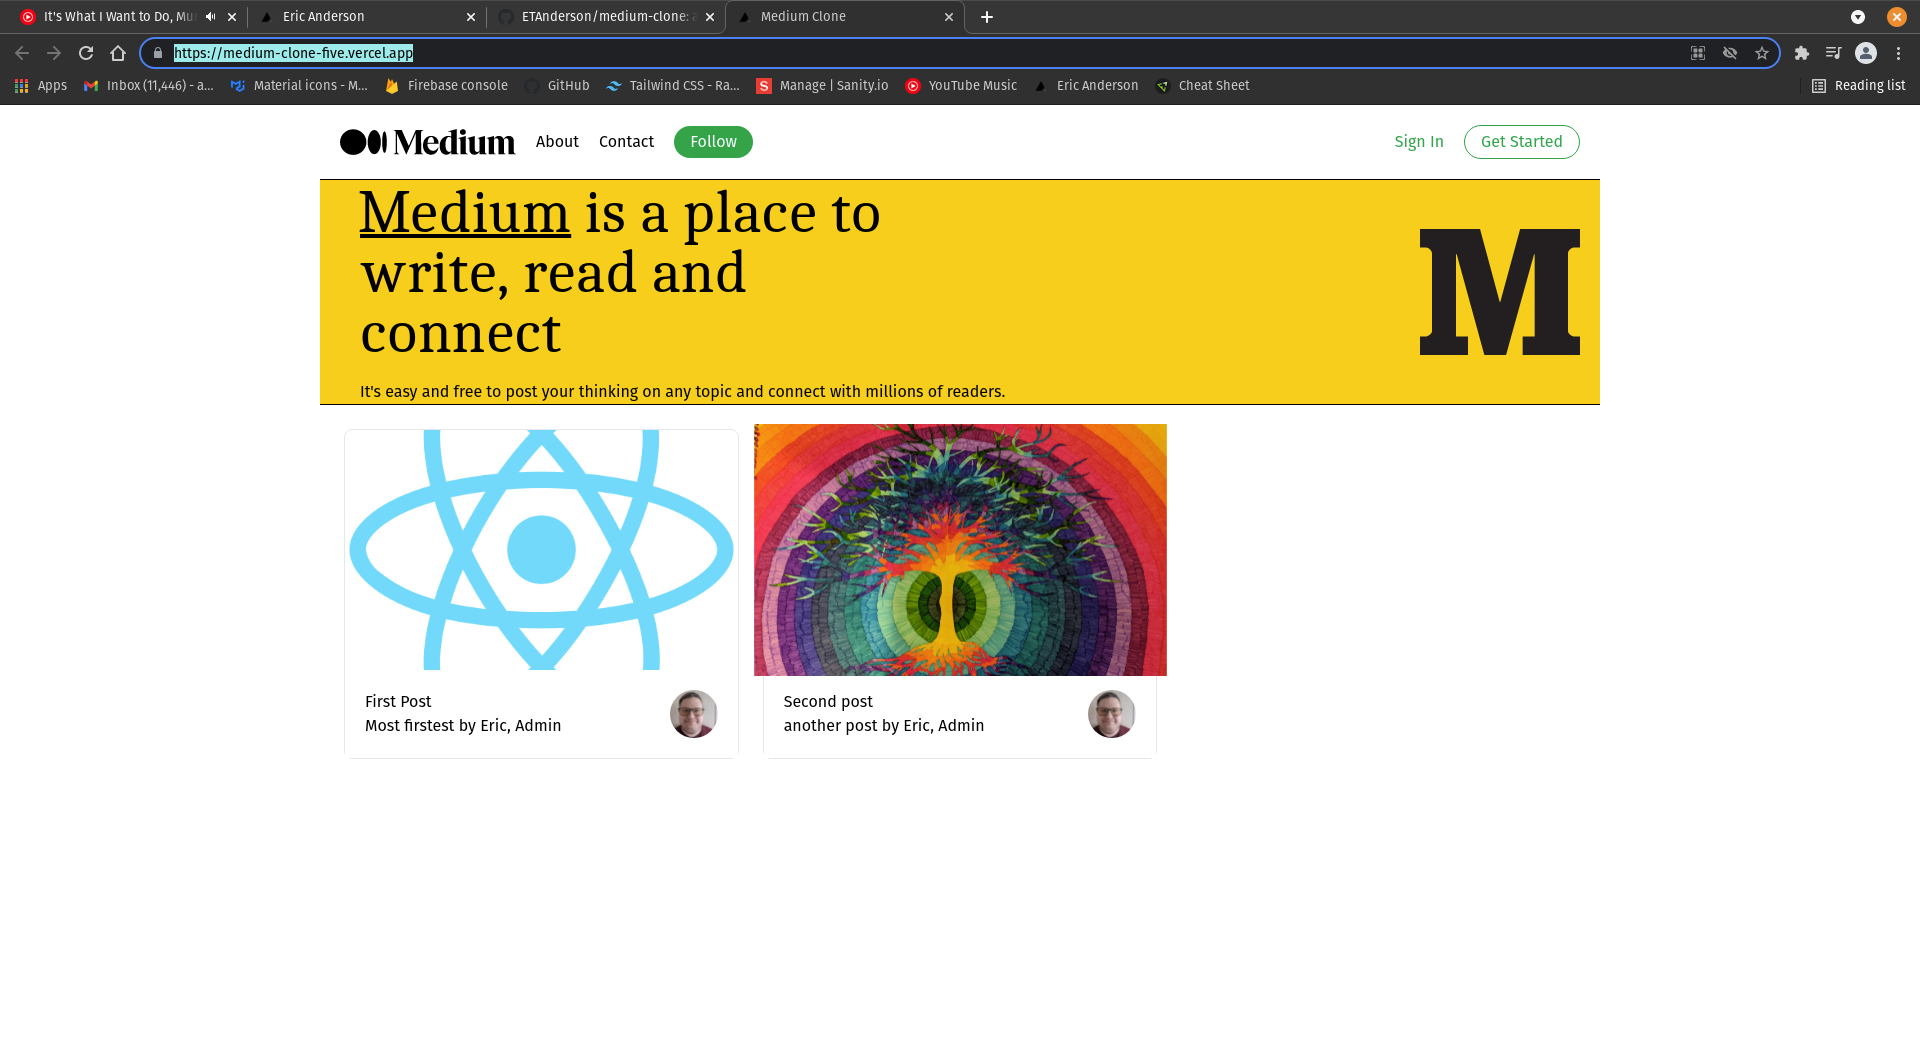 It's What I Want to Do, Mu
Eric Anderson
ETAnderson/medium-clone: a
Medium Clone
https://medium-clone-five.vercel.app
Apps
Inbox (11,446) - a...
Material icons - M...
Firebase console
GitHub
Tailwind CSS - Ra...
S
Manage | Sanity.io
YouTube Music
Eric Anderson
Cheat Sheet
Reading list
Medium
About
Contact
Follow
Sign In
Get Started
Medium is a place to
write, read and
connect
M
It's easy and free to post your thinking on any topic and connect with millions of readers.
First Post
Most firstest by Eric, Admin
Second post
another post by Eric, Admin